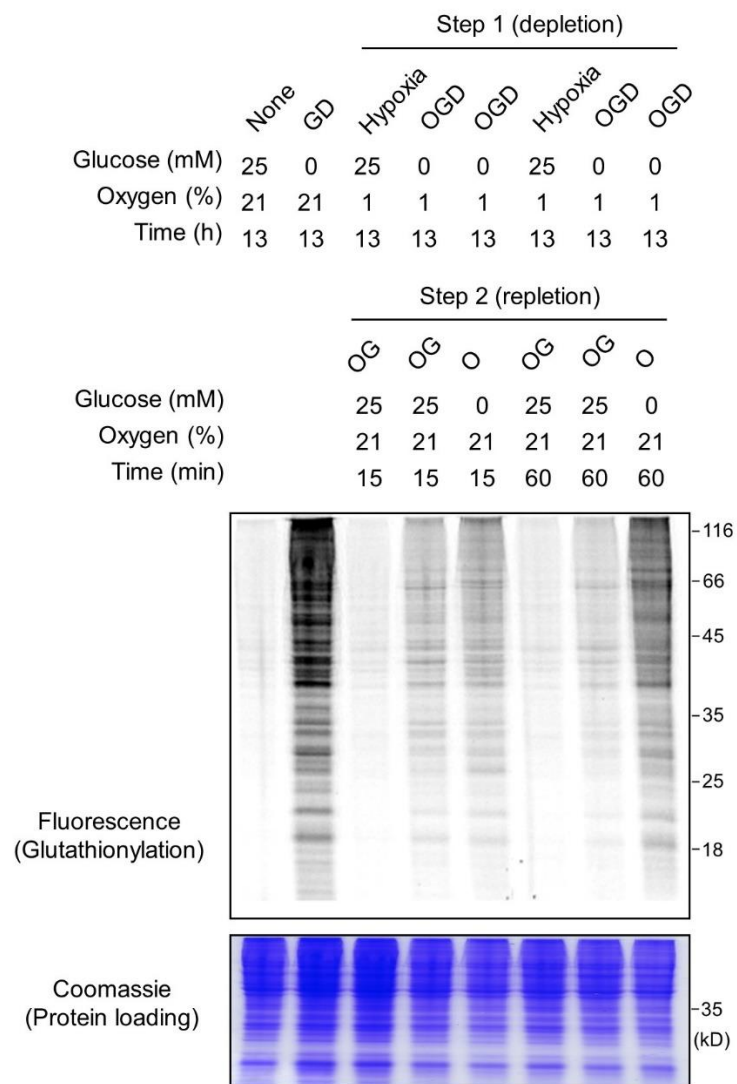 Step 1 (depletion)
None GD Hypoxia OGD OGD Hypoxia OGD OGD
Glucose (mM) 25 0 25 0 0 25 0 0
Oxygen (%) 21 21 1 1 1 1 1 1
Time (h) 13 13 13 13 13 13 13 13
Step 2 (repletion)
OG OG O OG OG O
Glucose (mM) 25 25 0 25 25 0
Oxygen (%) 21 21 21 21 21 21
Time (min) 15 15 15 60 60 60
-116
-66
-45
-35
-25
Fluorescence
(Glutathionylation)
-18
Coomassie
(Protein loading)
-35
(kD)